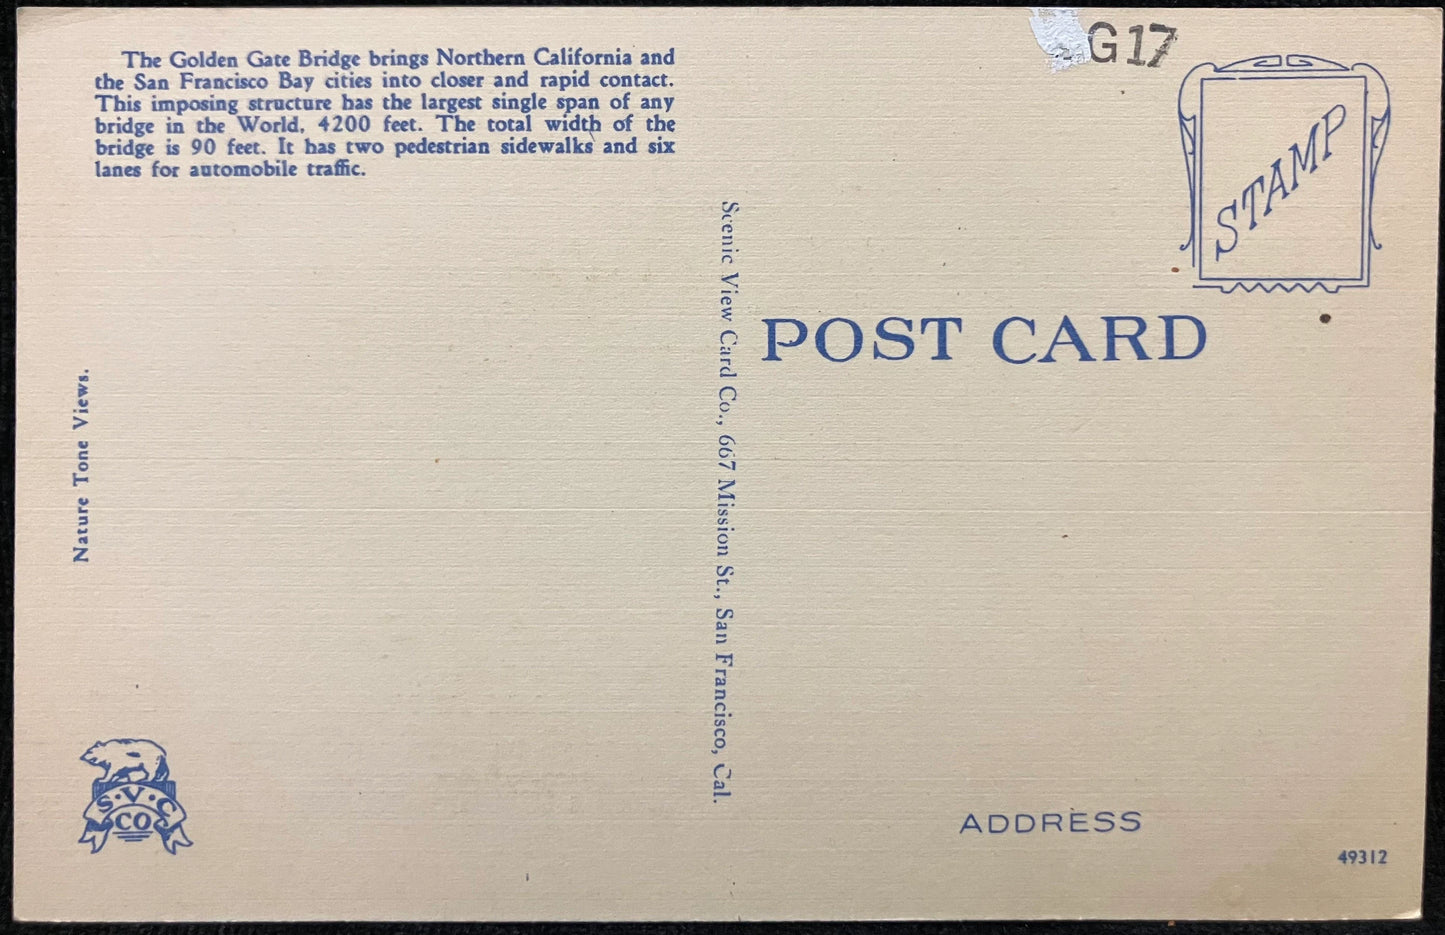 The Golden Gate Bridge brings Northern California and
the San Francisco Bay cities into closer and rapid contact.
This imposing structure has the largest single span of any
bridge in the World, 4200 feet. The total width of the
bridge is 90 feet. It has two pedestrian sidewalks and six
lanes for automobile traffic.
Nature Tone Views.
S·V·C
CO
Scenic View Card Co., 667 Mission St., San Francisco, Cal.
G17
STAMP
POST CARD
ADDRESS
49312